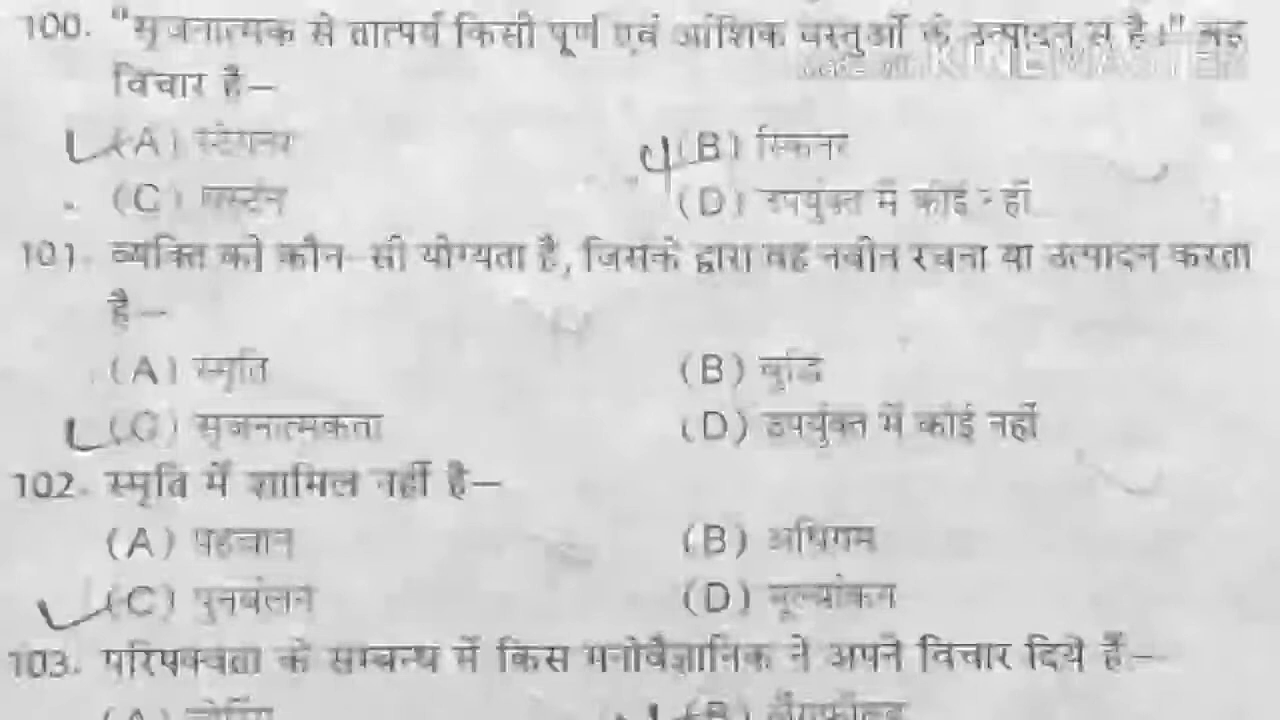 100. "सृजनात्मक से तात्पर्य किसी पूर्ण एवं आंशिक वस्तुओं के उत्पादन से है।" यह
KINEMASTER
विचार है—
(A) स्टेगनर (B) स्किनर
(C) (D) उपर्युक्त में कोई नहीं
101. व्यक्ति को कौन-सी योग्यता है, जिसके द्वारा वह नवीन रचना या उत्पादन करता
है—
(A) स्मृति (B) बुद्धि
(C) सृजनात्मकता (D) उपर्युक्त में कोई नहीं
102. स्मृति में शामिल नहीं है—
(A) पहचान (B) अधिगम
(C) पुनर्बलन (D) मूल्यांकन
103. परिपक्वता के सम्बन्ध में किस मनोवैज्ञानिक ने अपने विचार दिये हैं—
(A) (B)